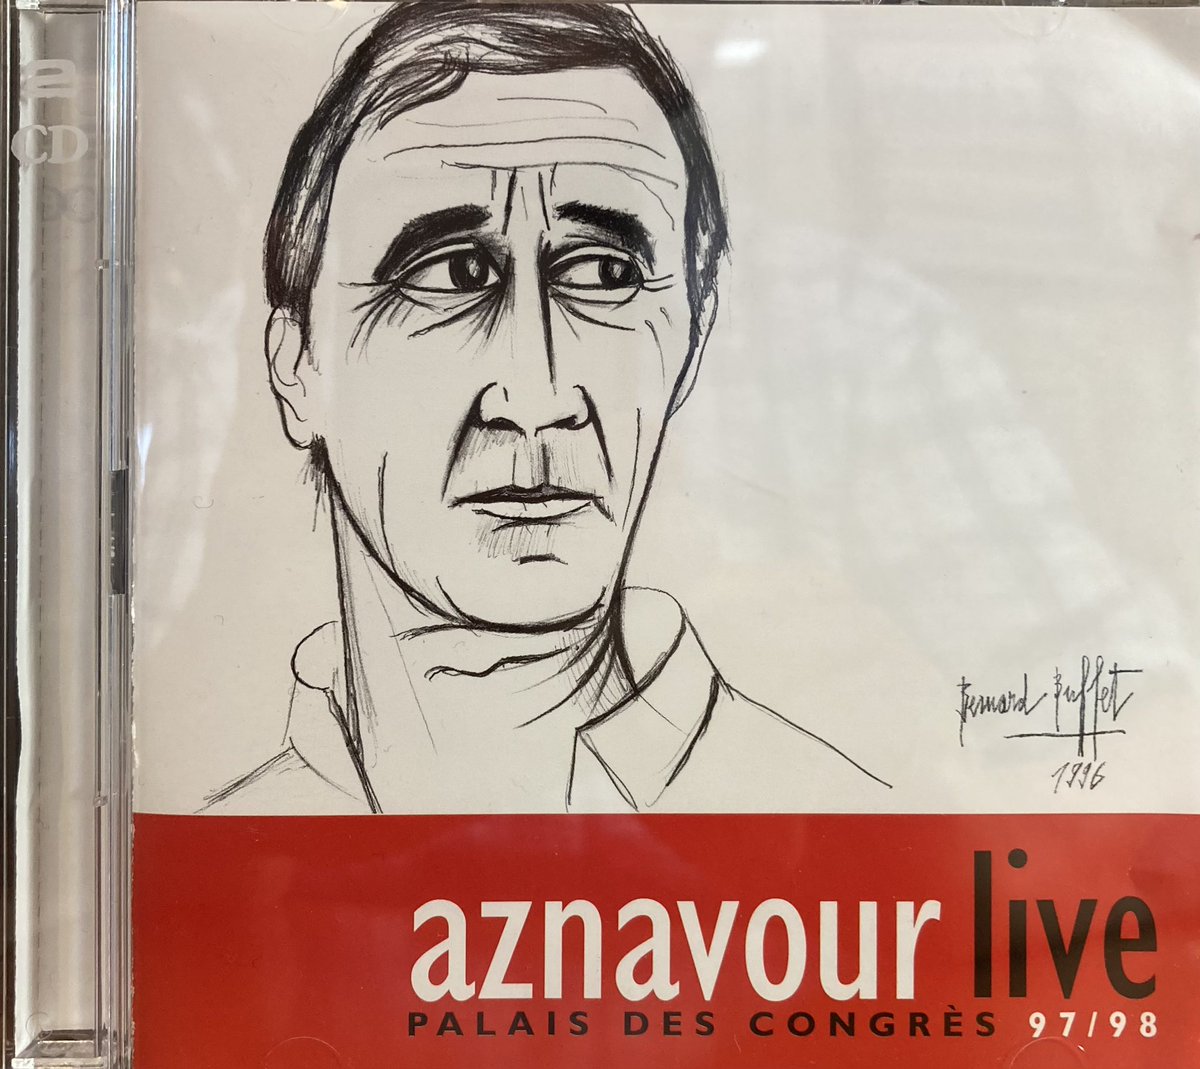 2
CD
Bernard Buffet
1996
aznavour live
PALAIS DES CONGRÈS 97/98